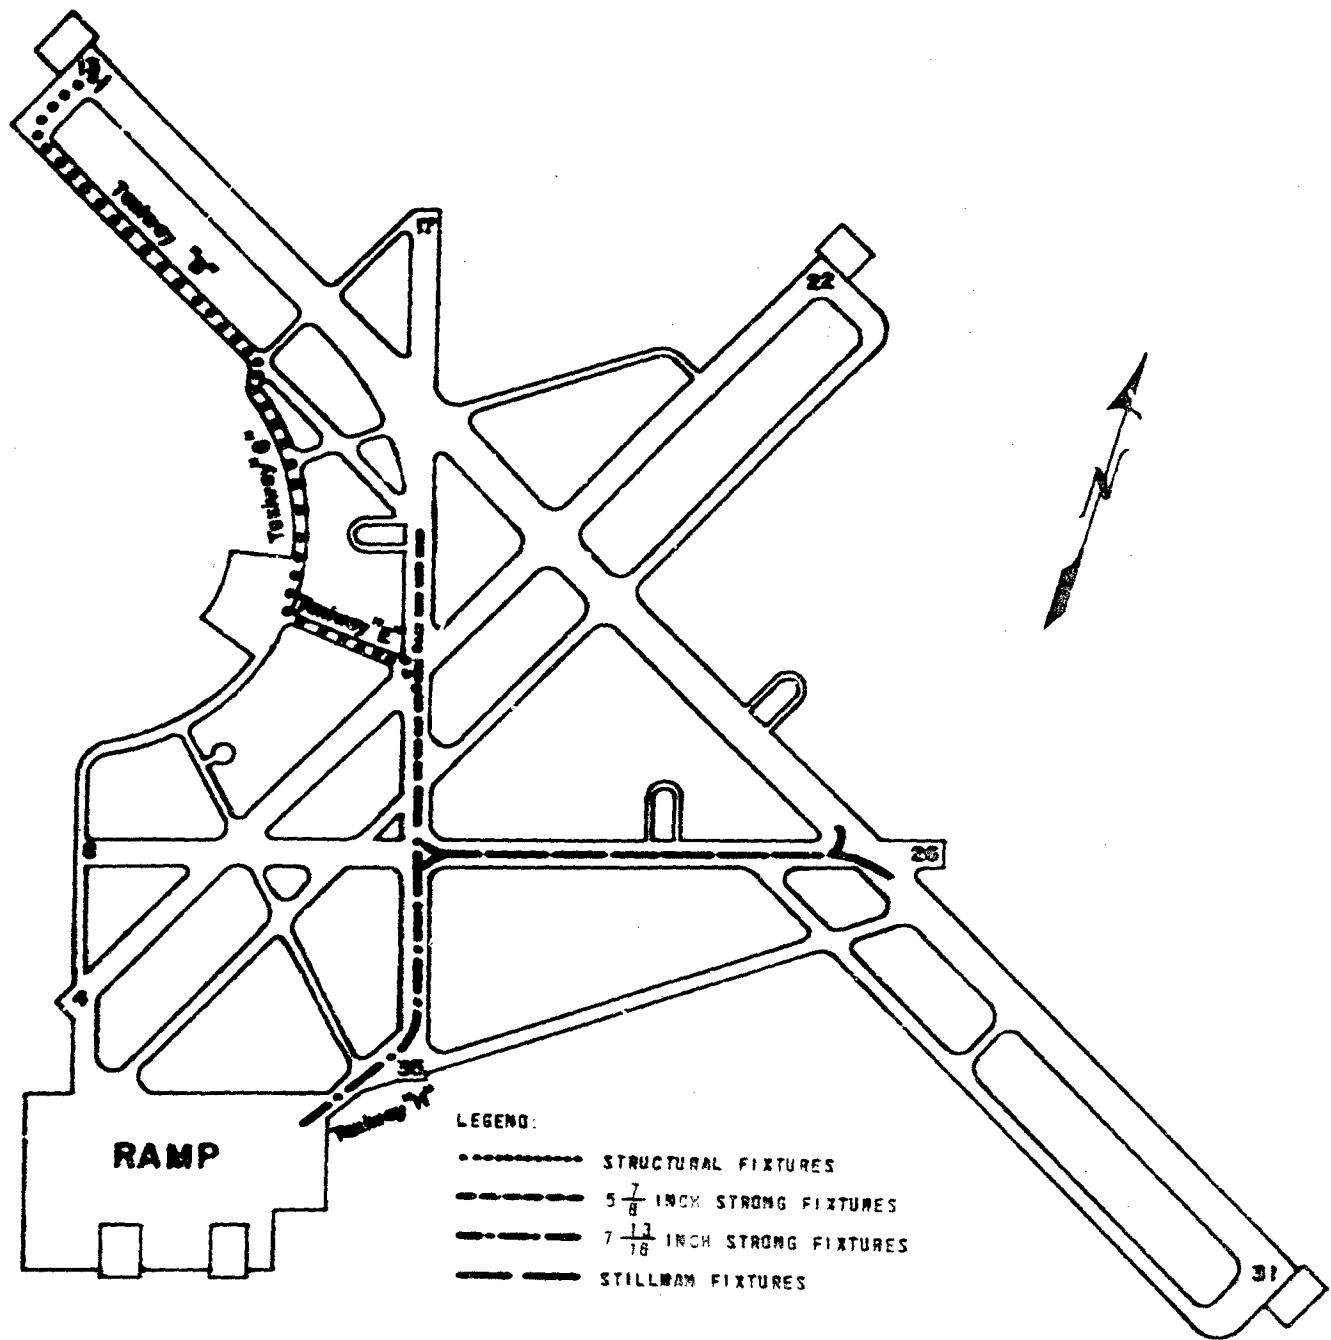 13
17
22
Taxiway "B"
Taxiway
Taxiway "E"
N
8
26
4
35
Taxiway
RAMP
31
LEGEND:
STRUCTURAL FIXTURES
5 7/8 INCH STRONG FIXTURES
7 13/16 INCH STRONG FIXTURES
STILLMAN FIXTURES